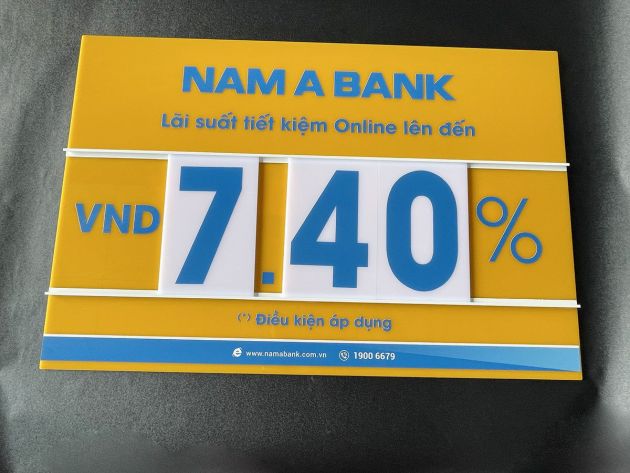 NAM A BANK
Lãi suất tiết kiệm Online lên đến
VND 7.40 %
(*) Điều kiện áp dụng
www.namabank.com.vn 1900 6679